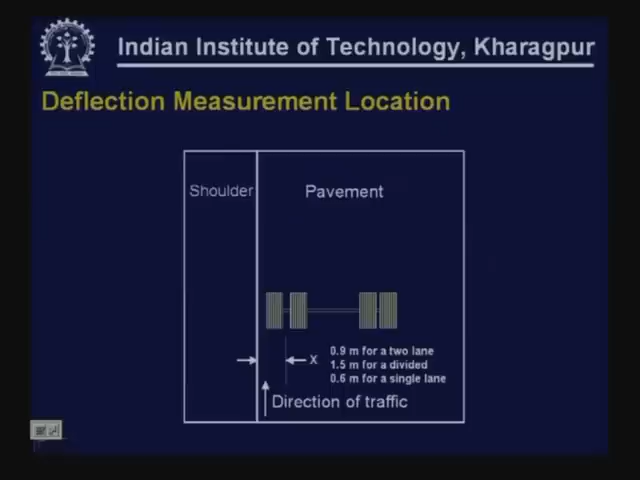 Indian Institute of Technology, Kharagpur
Deflection Measurement Location
Shoulder
Pavement
X
0.9 m for a two lane
1.5 m for a divided
0.6 m for a single lane
Direction of traffic